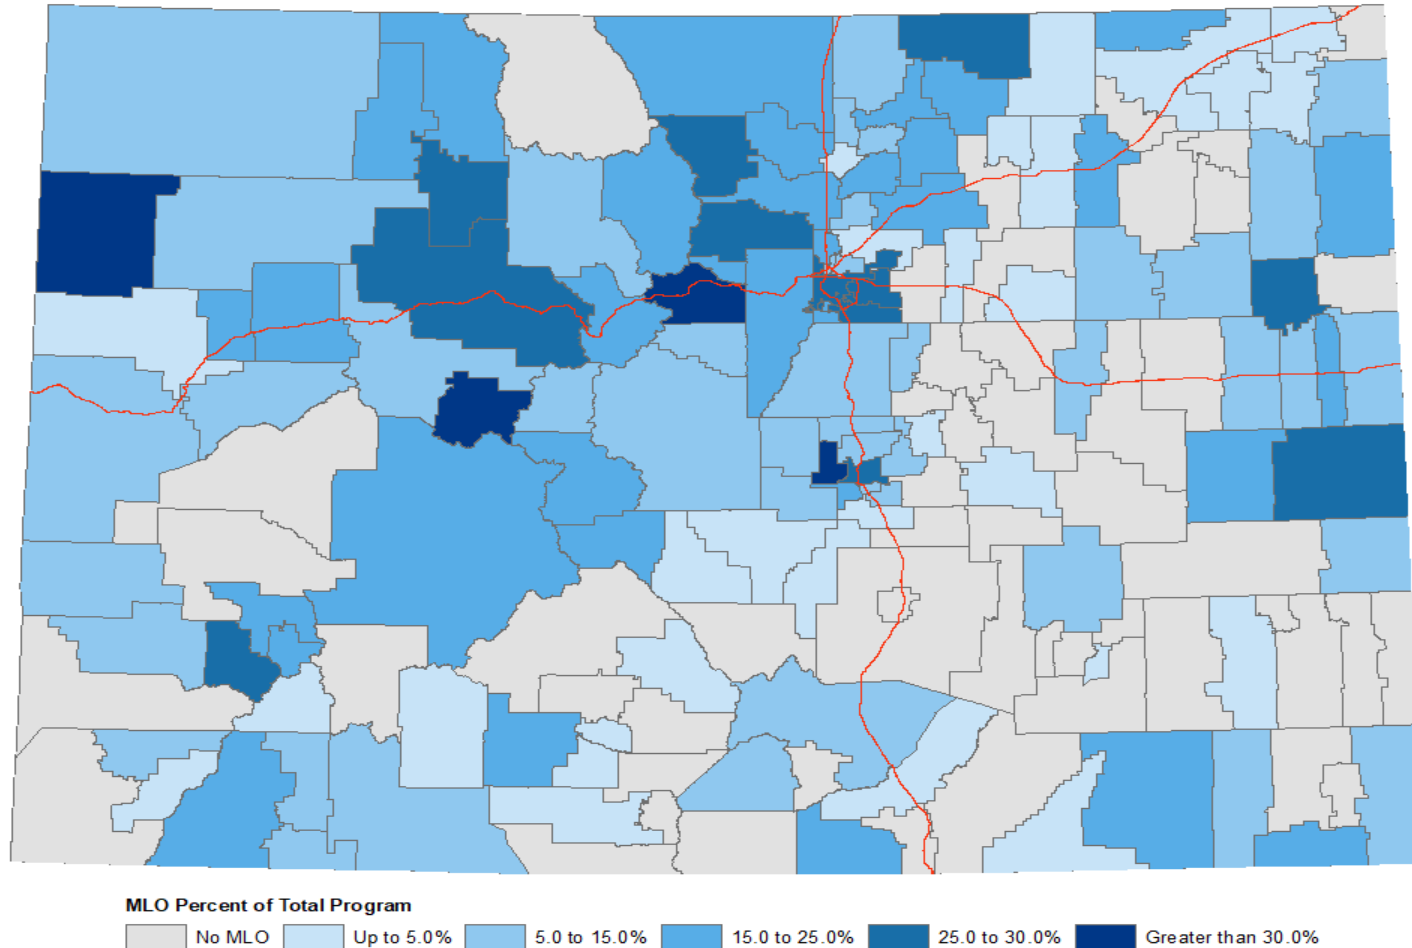 MLO Percent of Total Program
No MLO Up to 5.0% 5.0 to 15.0% 15.0 to 25.0% 25.0 to 30.0% Greater than 30.0%